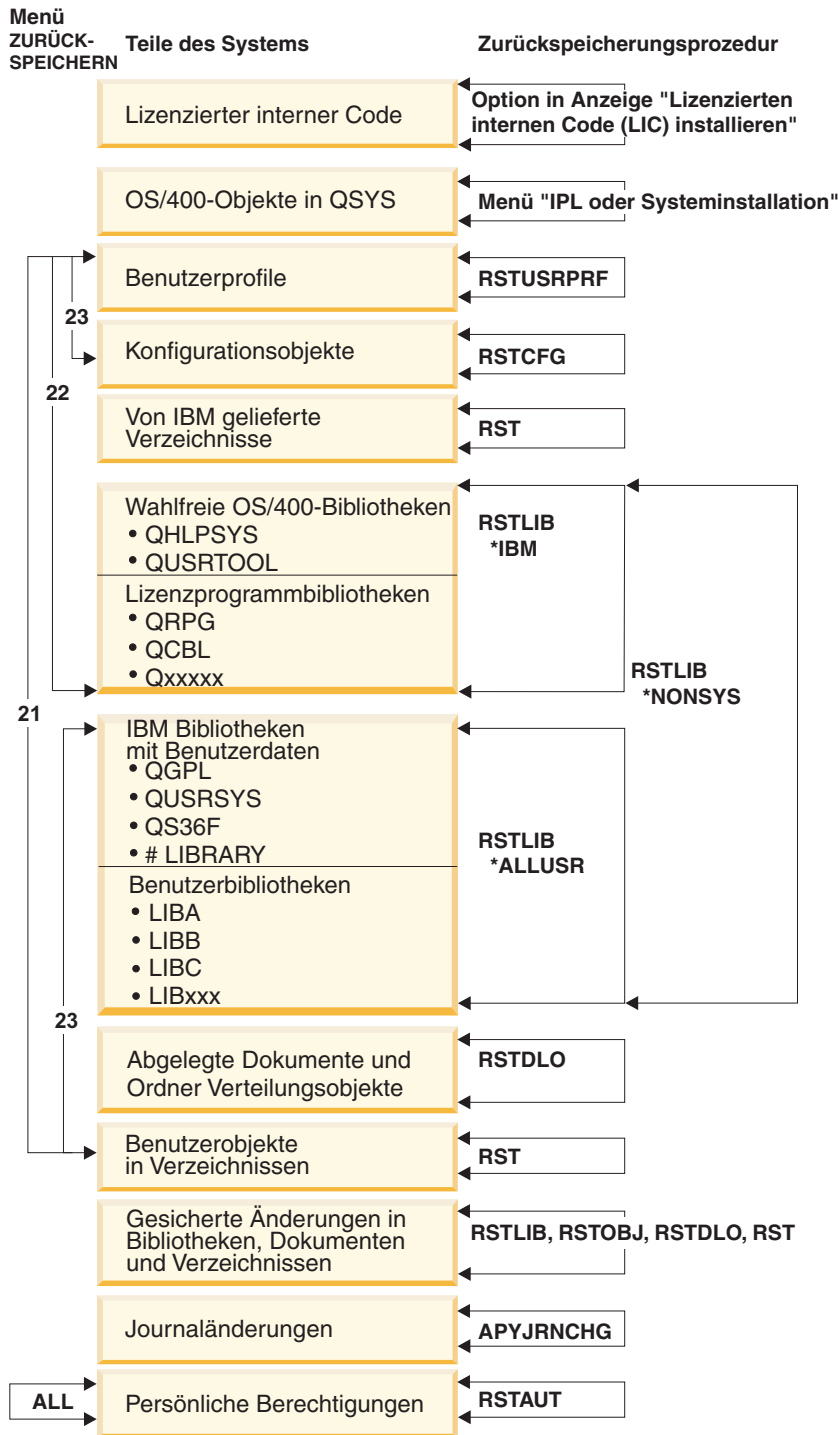 Menü
ZURÜCK-
SPEICHERN
Teile des Systems
Zurückspeicherungsprozedur
Lizenzierter interner Code
Option in Anzeige "Lizenzierten
internen Code (LIC) installieren"
OS/400-Objekte in QSYS
Menü "IPL oder Systeminstallation"
Benutzerprofile
RSTUSRPRF
23
Konfigurationsobjekte
RSTCFG
22
Von IBM gelieferte
Verzeichnisse
RST
Wahlfreie OS/400-Bibliotheken
• QHLPSYS
• QUSRTOOL
RSTLIB
*IBM
Lizenzprogrammbibliotheken
• QRPG
• QCBL
• Qxxxxx
RSTLIB
*NONSYS
21
IBM Bibliotheken
mit Benutzerdaten
• QGPL
• QUSRSYS
• QS36F
• # LIBRARY
RSTLIB
*ALLUSR
Benutzerbibliotheken
• LIBA
• LIBB
• LIBC
• LIBxxx
23
Abgelegte Dokumente und
Ordner Verteilungsobjekte
RSTDLO
Benutzerobjekte
in Verzeichnissen
RST
Gesicherte Änderungen in
Bibliotheken, Dokumenten
und Verzeichnissen
RSTLIB, RSTOBJ, RSTDLO, RST
Journaländerungen
APYJRNCHG
ALL
Persönliche Berechtigungen
RSTAUT